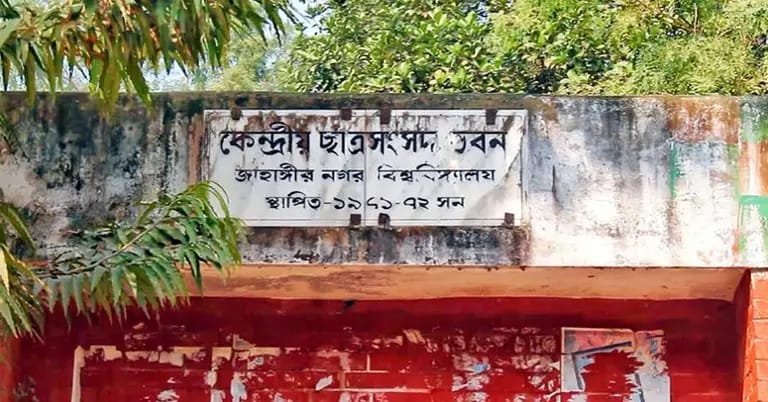 কেন্দ্রীয় ছাত্রসংসদ ভবন
জাহাঙ্গীর নগর বিশ্ববিদ্যালয়
স্থাপিত-১৯৭১-৭২ সন